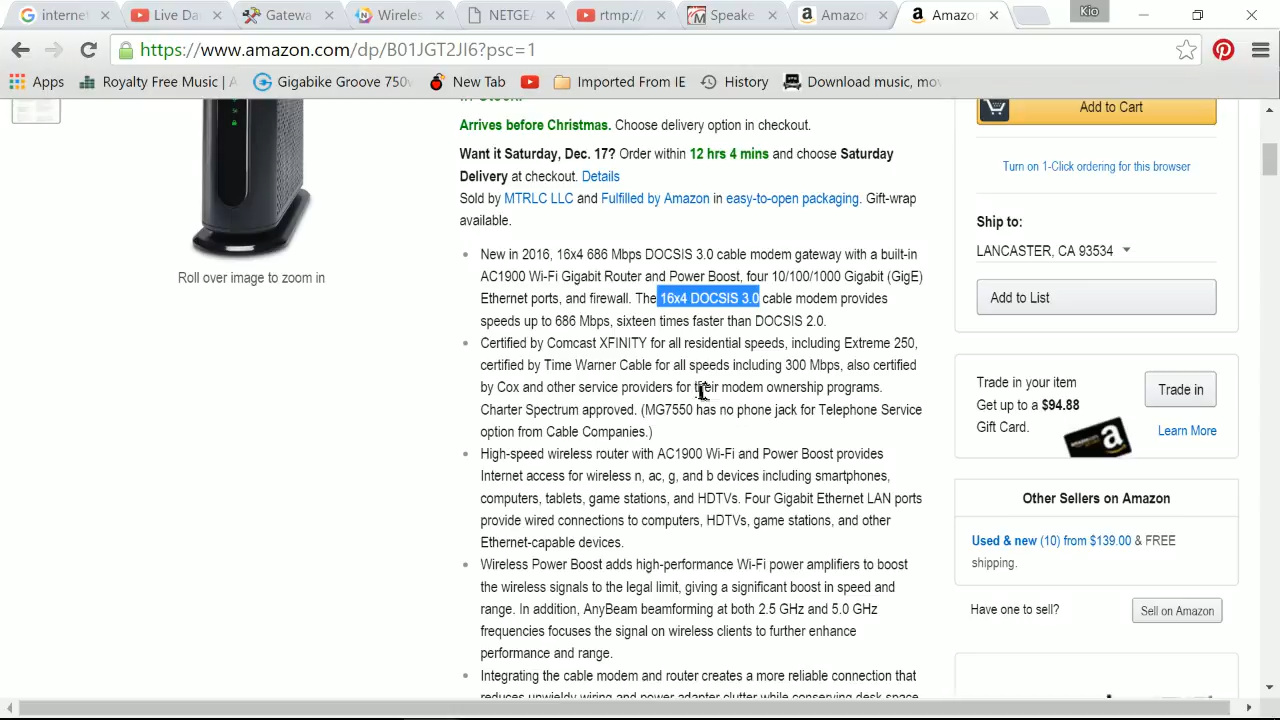 internet
Live Da
Gatewa
Wireles
NETGE
rtmp://
Speake
Amazo
Amazo
Kio
https://www.amazon.com/dp/B01JGT2JI6?psc=1
Apps
Royalty Free Music | A
Gigabike Groove 750v
New Tab
Imported From IE
History
Download music, mov
Arrives before Christmas. Choose delivery option in checkout.
Want it Saturday, Dec. 17? Order within 12 hrs 4 mins and choose Saturday
Delivery at checkout. Details
Sold by MTRLC LLC and Fulfilled by Amazon in easy-to-open packaging. Gift-wrap
available.
Roll over image to zoom in
New in 2016, 16x4 686 Mbps DOCSIS 3.0 cable modem gateway with a built-in
AC1900 Wi-Fi Gigabit Router and Power Boost, four 10/100/1000 Gigabit (GigE)
Ethernet ports, and firewall. The 16x4 DOCSIS 3.0 cable modem provides
speeds up to 686 Mbps, sixteen times faster than DOCSIS 2.0.
Certified by Comcast XFINITY for all residential speeds, including Extreme 250,
certified by Time Warner Cable for all speeds including 300 Mbps, also certified
by Cox and other service providers for their modem ownership programs.
Charter Spectrum approved. (MG7550 has no phone jack for Telephone Service
option from Cable Companies.)
High-speed wireless router with AC1900 Wi-Fi and Power Boost provides
Internet access for wireless n, ac, g, and b devices including smartphones,
computers, tablets, game stations, and HDTVs. Four Gigabit Ethernet LAN ports
provide wired connections to computers, HDTVs, game stations, and other
Ethernet-capable devices.
Wireless Power Boost adds high-performance Wi-Fi power amplifiers to boost
the wireless signals to the legal limit, giving a significant boost in speed and
range. In addition, AnyBeam beamforming at both 2.5 GHz and 5.0 GHz
frequencies focuses the signal on wireless clients to further enhance
performance and range.
Integrating the cable modem and router creates a more reliable connection that
reduces unwieldy wiring and power adapter clutter while conserving desk space
Add to Cart
Turn on 1-Click ordering for this browser
Ship to:
LANCASTER, CA 93534
Add to List
Trade in your item
Get up to a $94.88
Gift Card.
Trade in
Learn More
Other Sellers on Amazon
Used & new (10) from $139.00 & FREE
shipping.
Have one to sell?
Sell on Amazon